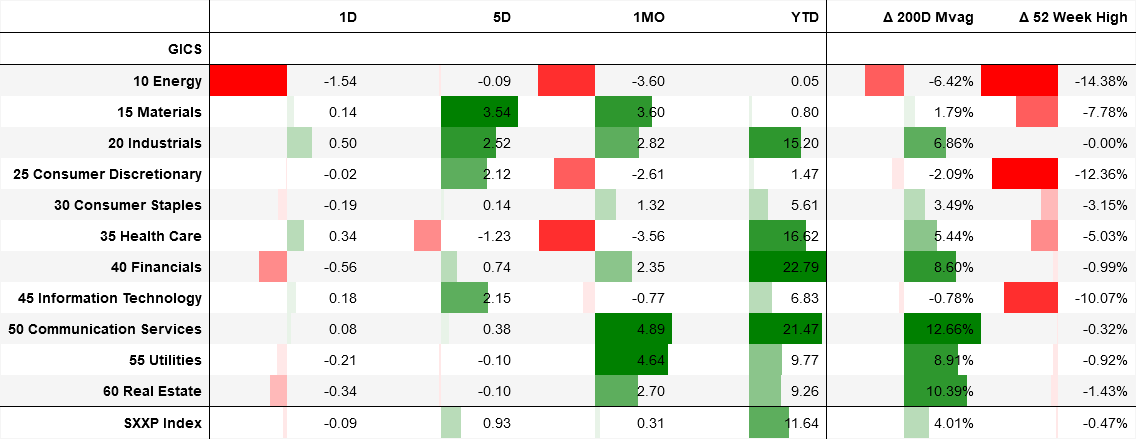 1D 5D 1MO YTD Δ 200D Mvag Δ 52 Week High
GICS
10 Energy -1.54 -0.09 -3.60 0.05 -6.42% -14.38%
15 Materials 0.14 3.54 3.60 0.80 1.79% -7.78%
20 Industrials 0.50 2.52 2.82 15.20 6.86% -0.00%
25 Consumer Discretionary -0.02 2.12 -2.61 1.47 -2.09% -12.36%
30 Consumer Staples -0.19 0.14 1.32 5.61 3.49% -3.15%
35 Health Care 0.34 -1.23 -3.56 16.62 5.44% -5.03%
40 Financials -0.56 0.74 2.35 22.79 8.60% -0.99%
45 Information Technology 0.18 2.15 -0.77 6.83 -0.78% -10.07%
50 Communication Services 0.08 0.38 4.89 21.47 12.66% -0.32%
55 Utilities -0.21 -0.10 4.64 9.77 8.91% -0.92%
60 Real Estate -0.34 -0.10 2.70 9.26 10.39% -1.43%
SXXP Index -0.09 0.93 0.31 11.64 4.01% -0.47%